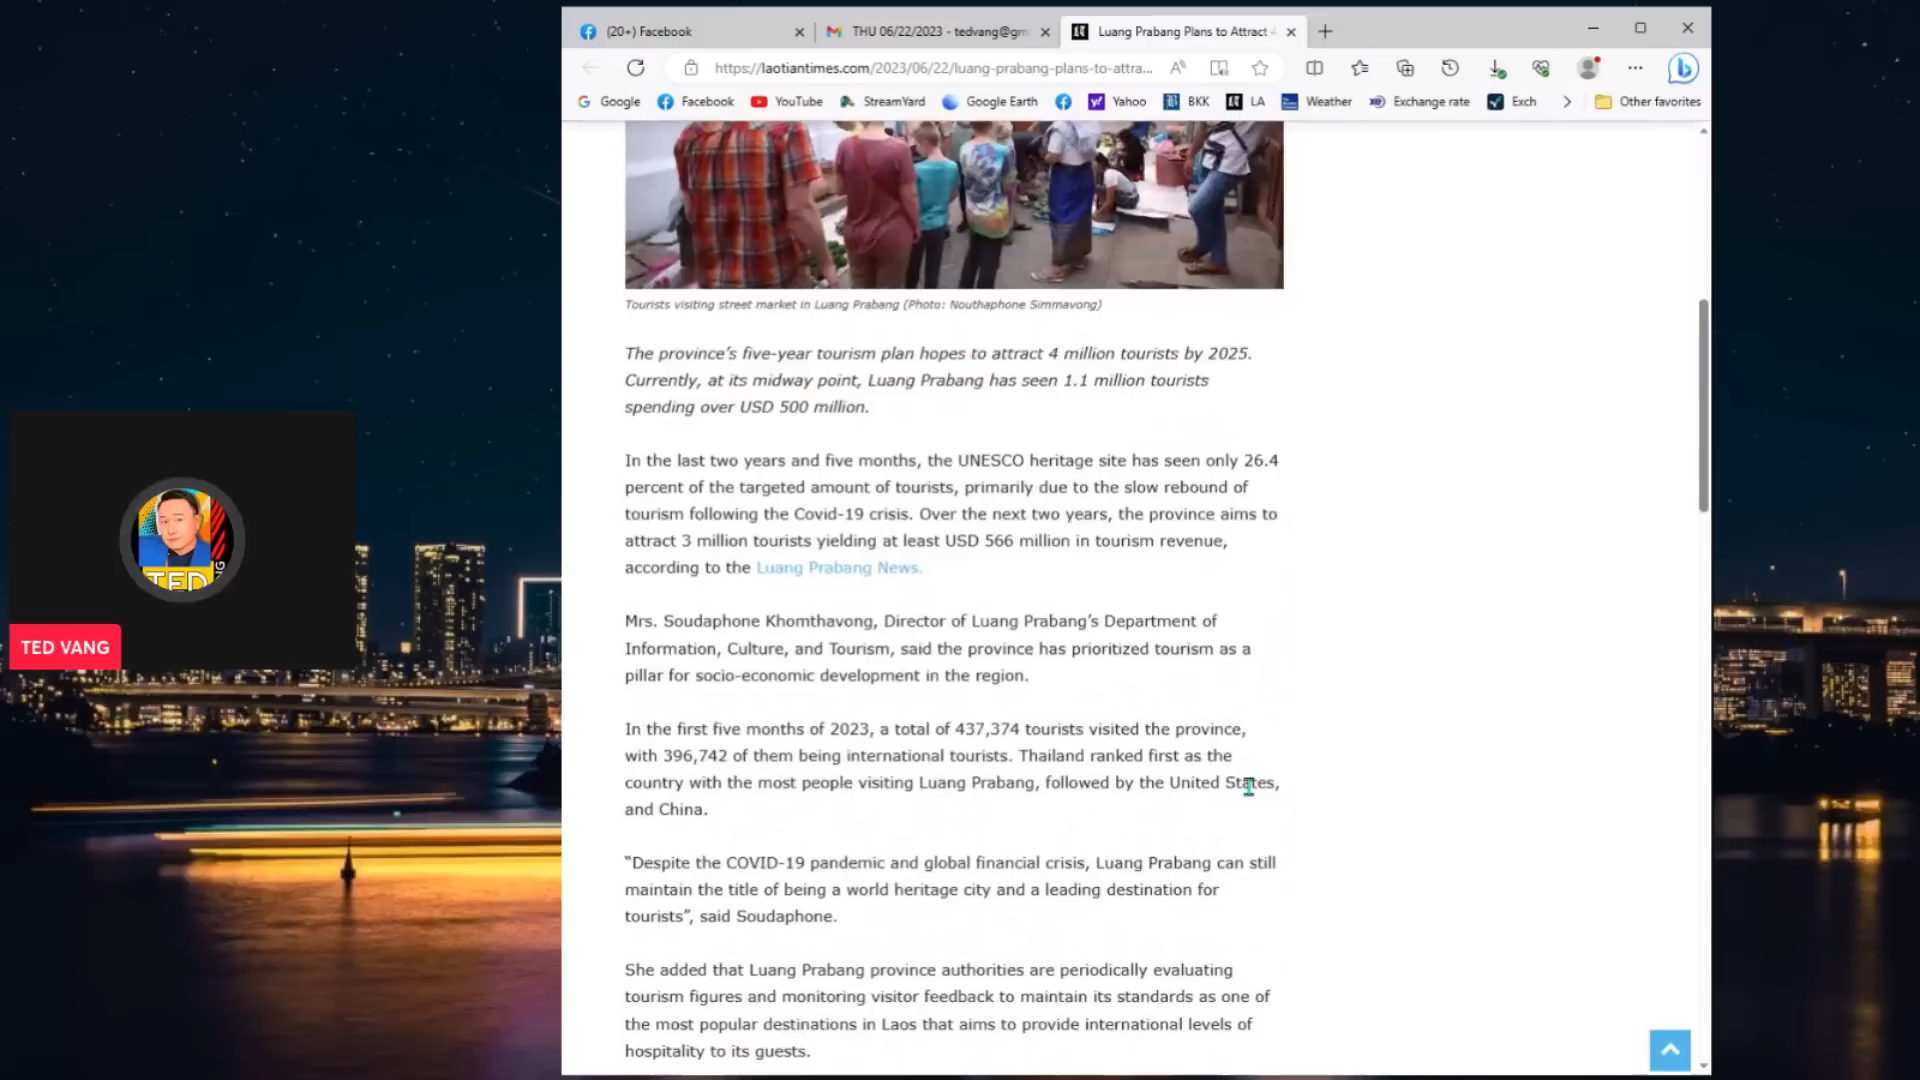 (20+) Facebook
THU 06/22/2023 - tedvang@gm
Luang Prabang Plans to Attract 4
https://laotiantimes.com/2023/06/22/luang-prabang-plans-to-attra...
Google
Facebook
YouTube
StreamYard
Google Earth
Yahoo
BKK
LA
Weather
Exchange rate
Exch
Other favorites
Tourists visiting street market in Luang Prabang (Photo: Nouthaphone Simmavong)
The province's five-year tourism plan hopes to attract 4 million tourists by 2025.
Currently, at its midway point, Luang Prabang has seen 1.1 million tourists
spending over USD 500 million.
In the last two years and five months, the UNESCO heritage site has seen only 26.4
percent of the targeted amount of tourists, primarily due to the slow rebound of
tourism following the Covid-19 crisis. Over the next two years, the province aims to
attract 3 million tourists yielding at least USD 566 million in tourism revenue,
according to the Luang Prabang News.
Mrs. Soudaphone Khomthavong, Director of Luang Prabang's Department of
Information, Culture, and Tourism, said the province has prioritized tourism as a
pillar for socio-economic development in the region.
In the first five months of 2023, a total of 437,374 tourists visited the province,
with 396,742 of them being international tourists. Thailand ranked first as the
country with the most people visiting Luang Prabang, followed by the United States,
and China.
"Despite the COVID-19 pandemic and global financial crisis, Luang Prabang can still
maintain the title of being a world heritage city and a leading destination for
tourists", said Soudaphone.
She added that Luang Prabang province authorities are periodically evaluating
tourism figures and monitoring visitor feedback to maintain its standards as one of
the most popular destinations in Laos that aims to provide international levels of
hospitality to its guests.
TED
TED VANG